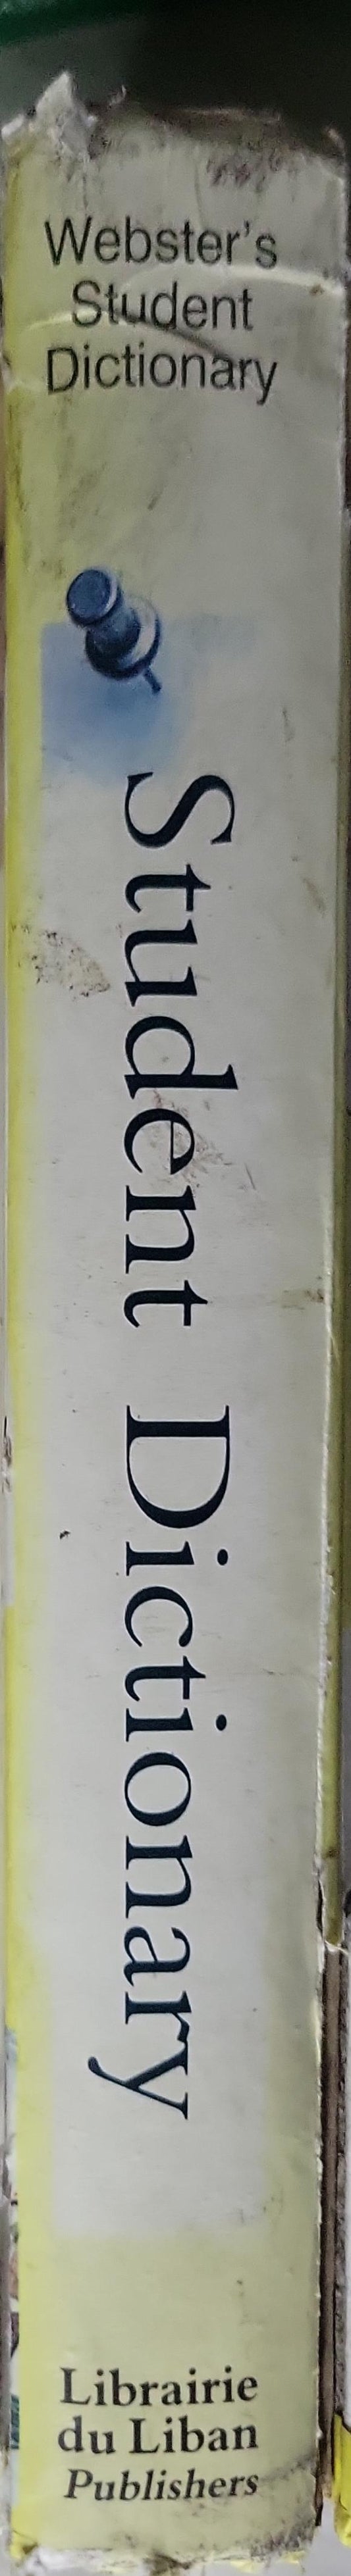 Webster's
Student
Dictionary
Student Dictionary
Librairie
du Liban
Publishers